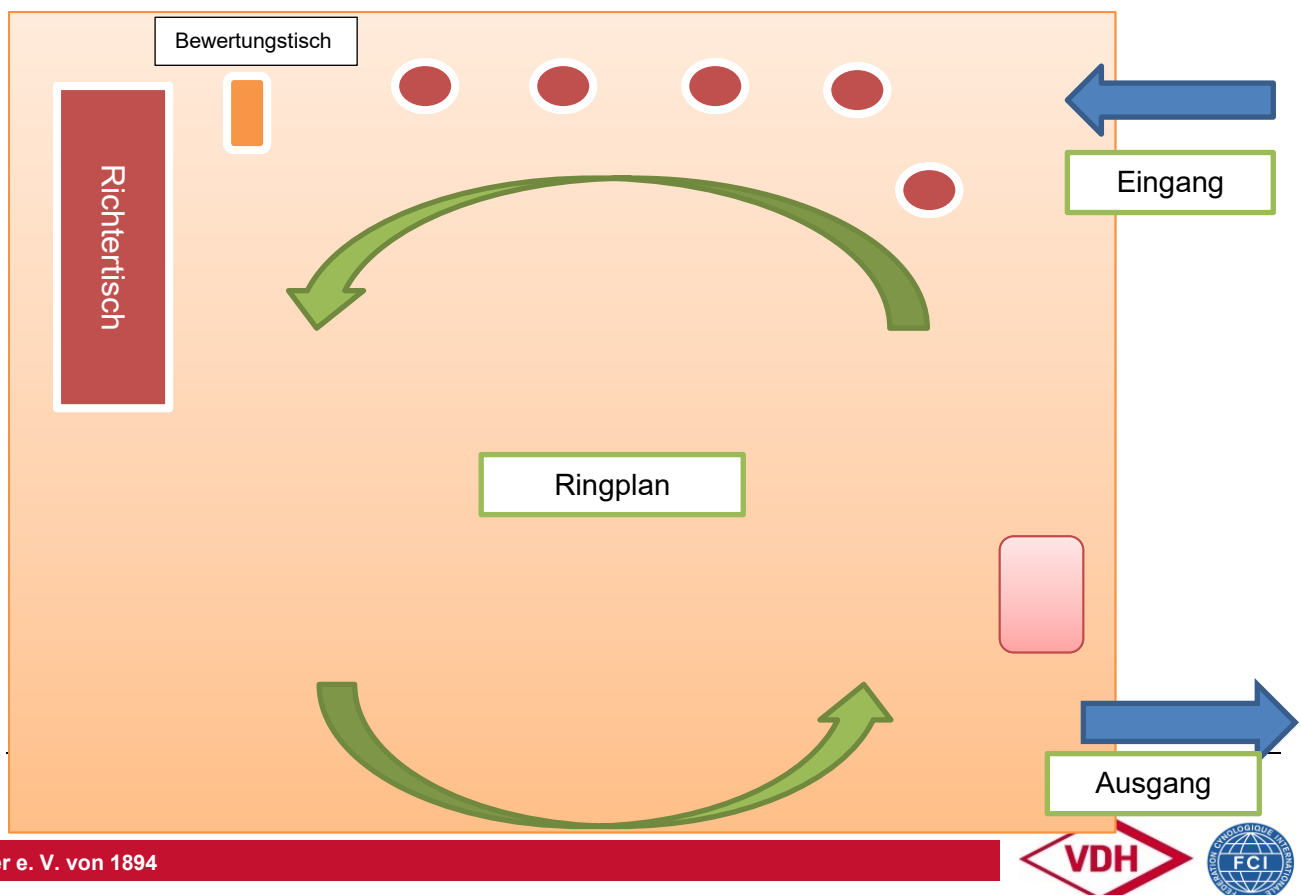 Bewertungstisch
Richtertisch
Eingang
Ringplan
Ausgang
er e. V. von 1894
VDH
FCI